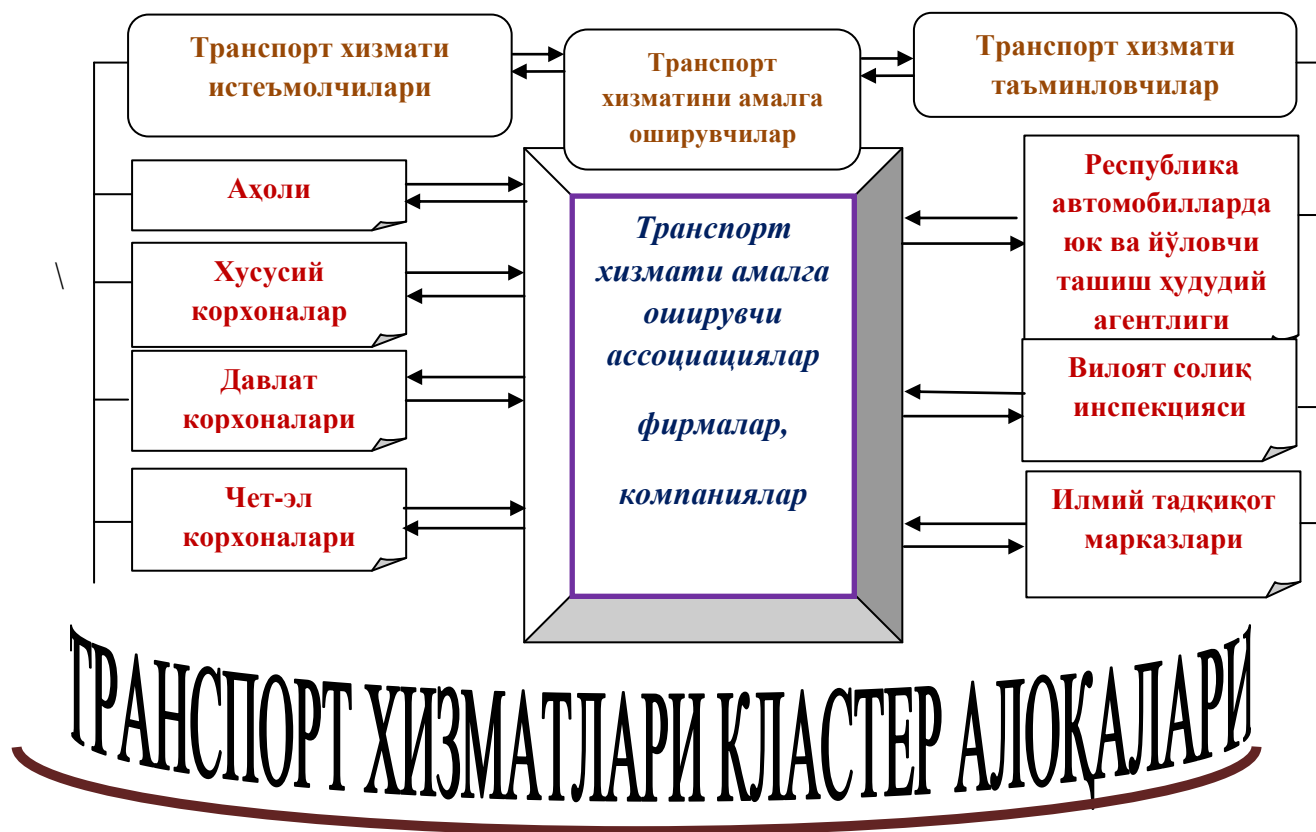 Транспорт хизмати
истеъмолчилари
Транспорт
хизматини амалга
оширувчилар
Транспорт хизмати
таъминловчилар
Аҳоли
Хусусий
корхоналар
Давлат
корхоналари
Чет-эл
корхоналари
\
Транспорт
хизмати амалга
оширувчи
ассоциациялар
фирмалар,
компаниялар
Республика
автомобилларда
юк ва йўловчи
ташиш ҳудудий
агентлиги
Вилоят солиқ
инспекцияси
Илмий тадқиқот
марказлари
ТРАНСПОРТ ХИЗМАТЛАРИ КЛАСТЕР АЛОҚАЛАРИ